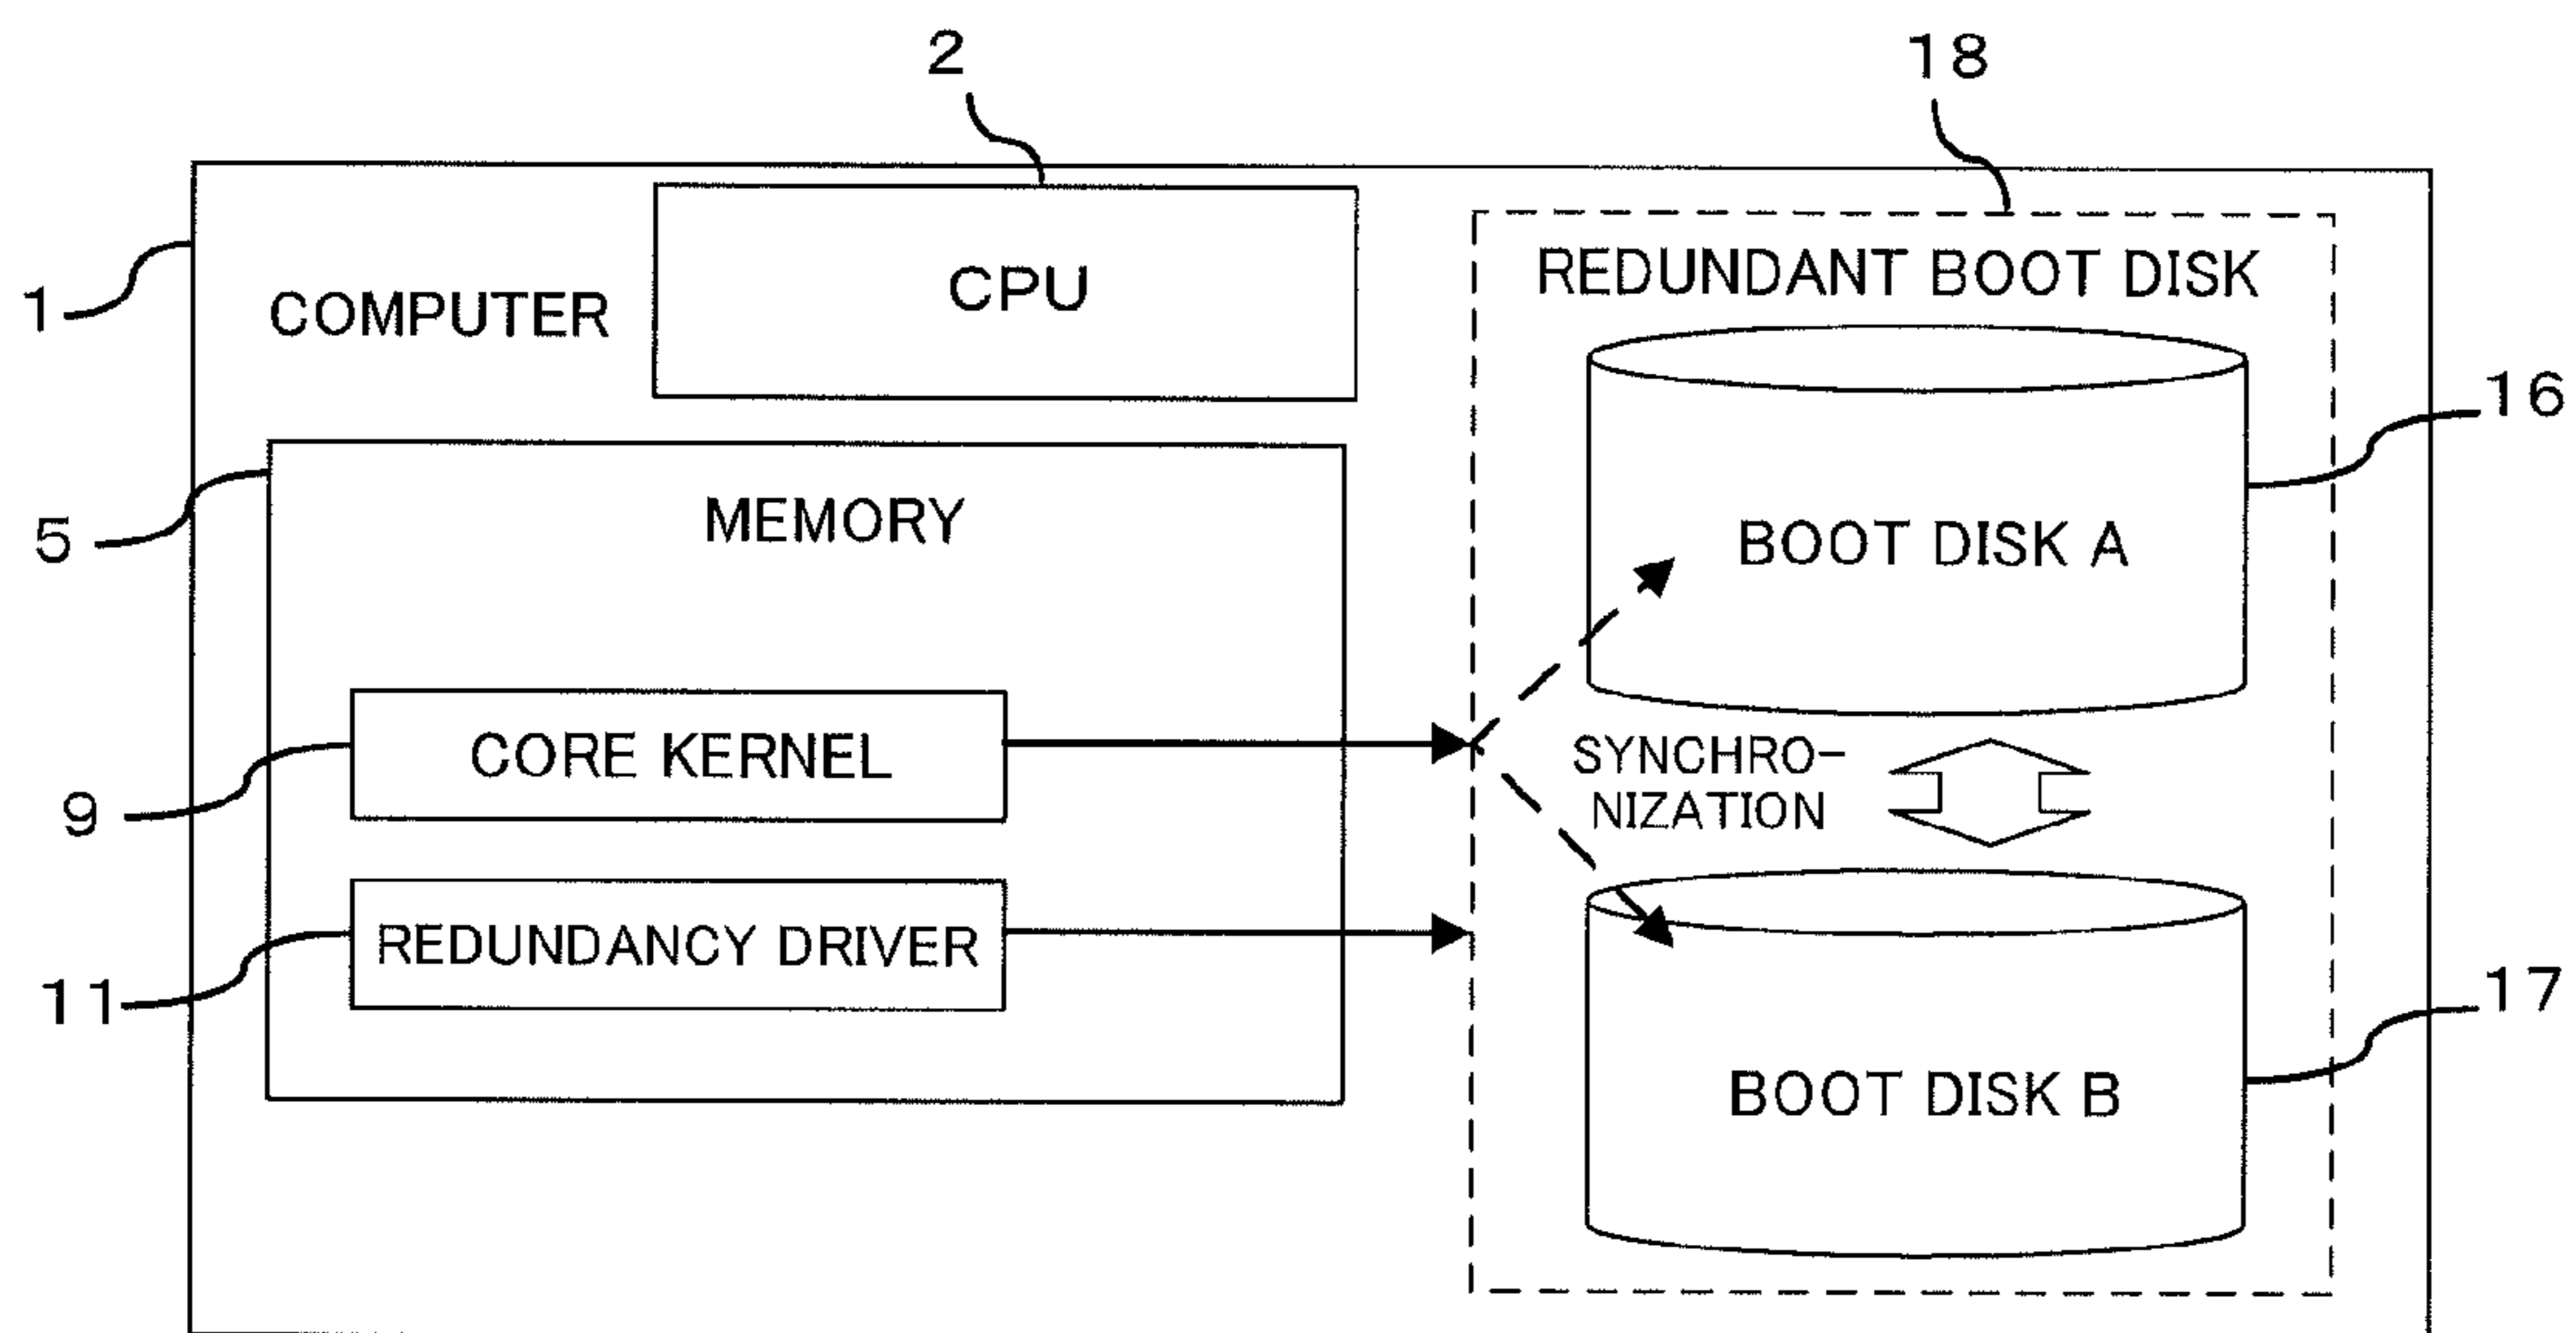 2
18
1
COMPUTER
CPU
REDUNDANT BOOT DISK
16
5
MEMORY
BOOT DISK A
9
CORE KERNEL
SYNCHRO-
NIZATION
11
REDUNDANCY DRIVER
17
BOOT DISK B